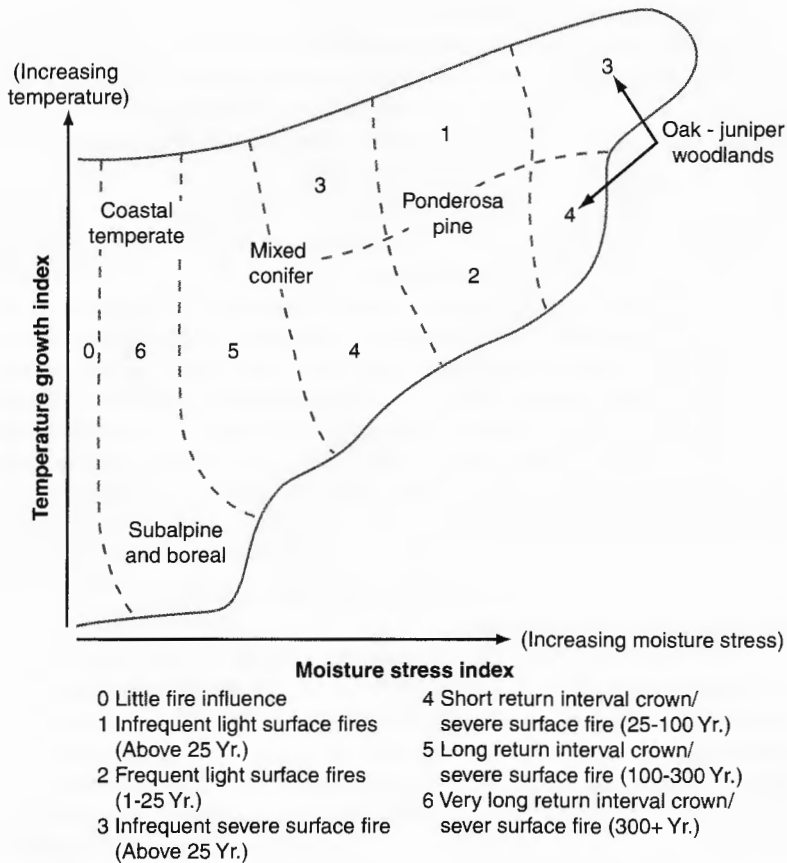 (Increasing
temperature)
3
1
Oak - juniper
woodlands
3
Coastal
temperate
Ponderosa
pine
4
Mixed
conifer
2
0
6
5
4
Temperature growth index
Subalpine
and boreal
(Increasing moisture stress)
Moisture stress index
0 Little fire influence
1 Infrequent light surface fires
(Above 25 Yr.)
2 Frequent light surface fires
(1-25 Yr.)
3 Infrequent severe surface fire
(Above 25 Yr.)
4 Short return interval crown/
severe surface fire (25-100 Yr.)
5 Long return interval crown/
severe surface fire (100-300 Yr.)
6 Very long return interval crown/
sever surface fire (300+ Yr.)